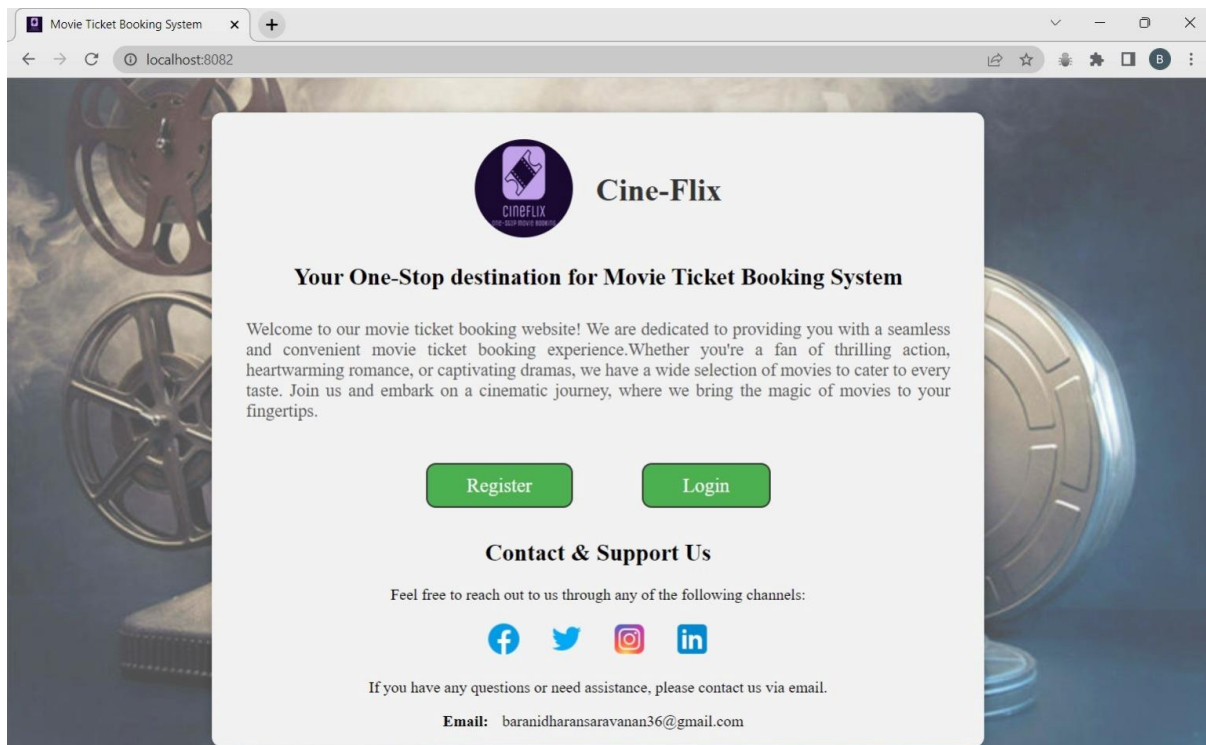 Movie Ticket Booking System
localhost:8082
B
CINEFLIX
ONE-STOP MOVIE BOOKING
Cine-Flix
Your One-Stop destination for Movie Ticket Booking System
Welcome to our movie ticket booking website! We are dedicated to providing you with a seamless
and convenient movie ticket booking experience.Whether you're a fan of thrilling action,
heartwarming romance, or captivating dramas, we have a wide selection of movies to cater to every
taste. Join us and embark on a cinematic journey, where we bring the magic of movies to your
fingertips.
Register Login
Contact & Support Us
Feel free to reach out to us through any of the following channels:
If you have any questions or need assistance, please contact us via email.
Email: baranidharansaravanan36@gmail.com